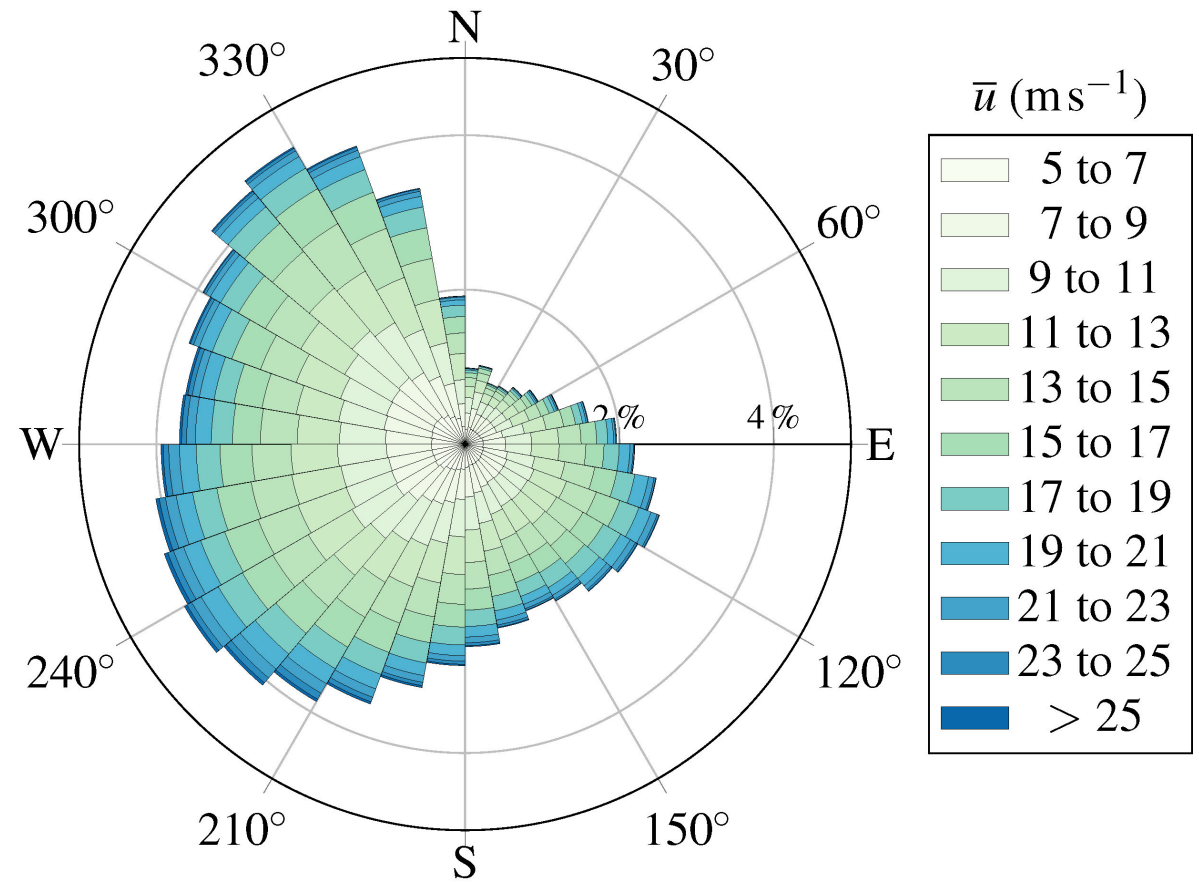 N
330°
30°
300°
60°
W
2 %
4 %
E
240°
120°
210°
150°
S
u̅ (m s⁻¹)
5 to 7
7 to 9
9 to 11
11 to 13
13 to 15
15 to 17
17 to 19
19 to 21
21 to 23
23 to 25
> 25